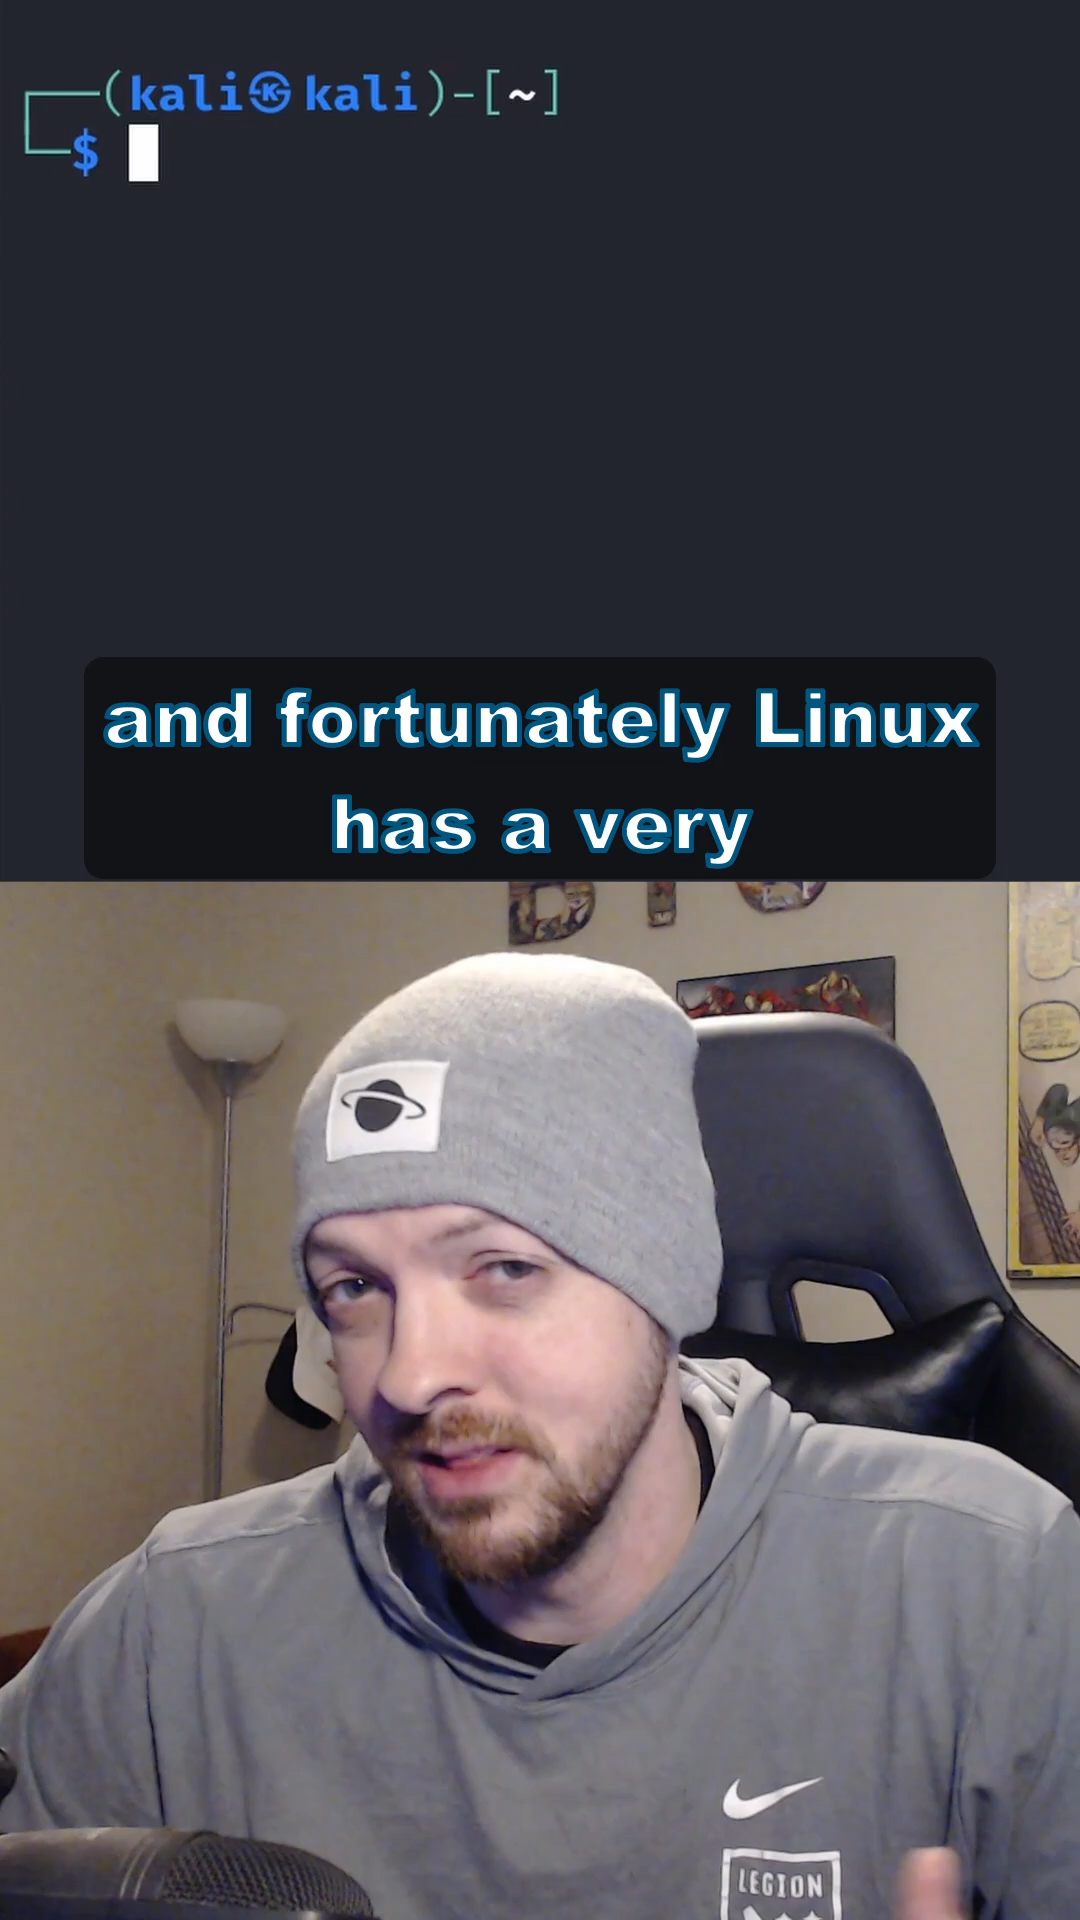 ┌──(kali㉿kali)-[~]
└─$
and fortunately Linux
has a very
LEGION